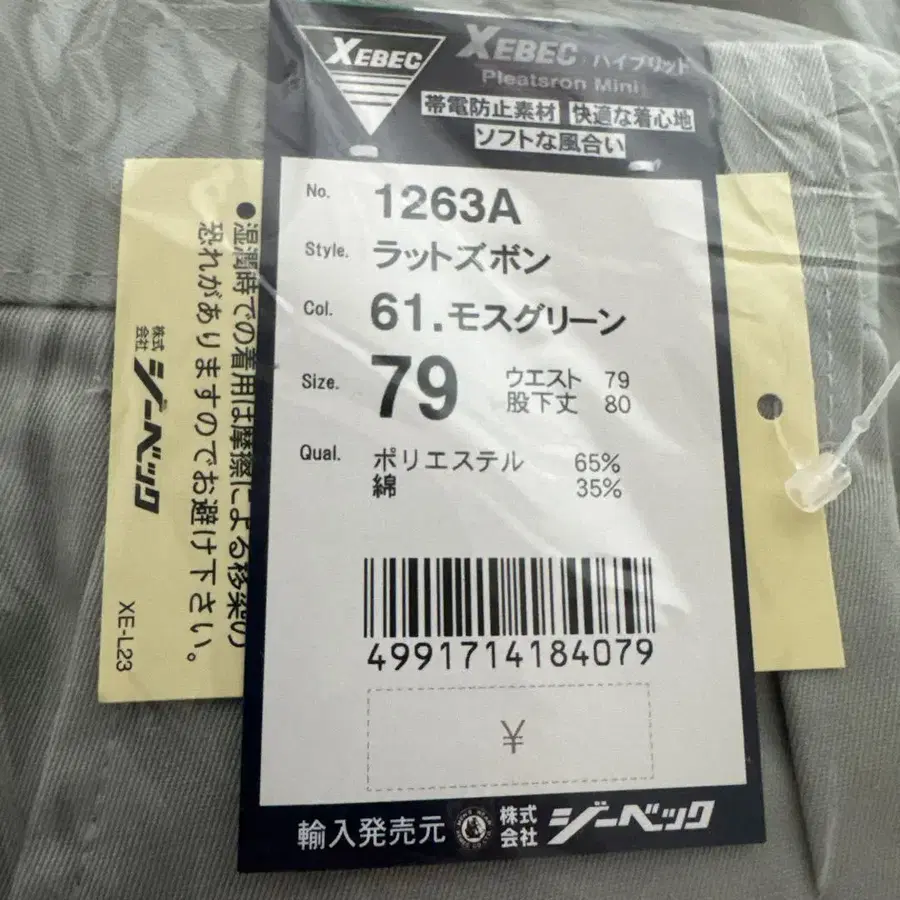 XEBEC
XEBEC ハイブリッド
Pleatsron Mini
帯電防止素材 快適な着心地
ソフトな風合い
No. 1263A
Style. ラットズボン
Col. 61.モスグリーン
Size. 79 ウエスト 79
股下丈 80
Qual. ポリエステル 65%
綿 35%
4991714184079
¥
輸入発売元 株式会社 ジーベック
●湿潤時での着用は摩擦による移染の
恐れがありますのでお避け下さい。
株式会社 ジーベック
XE-L23